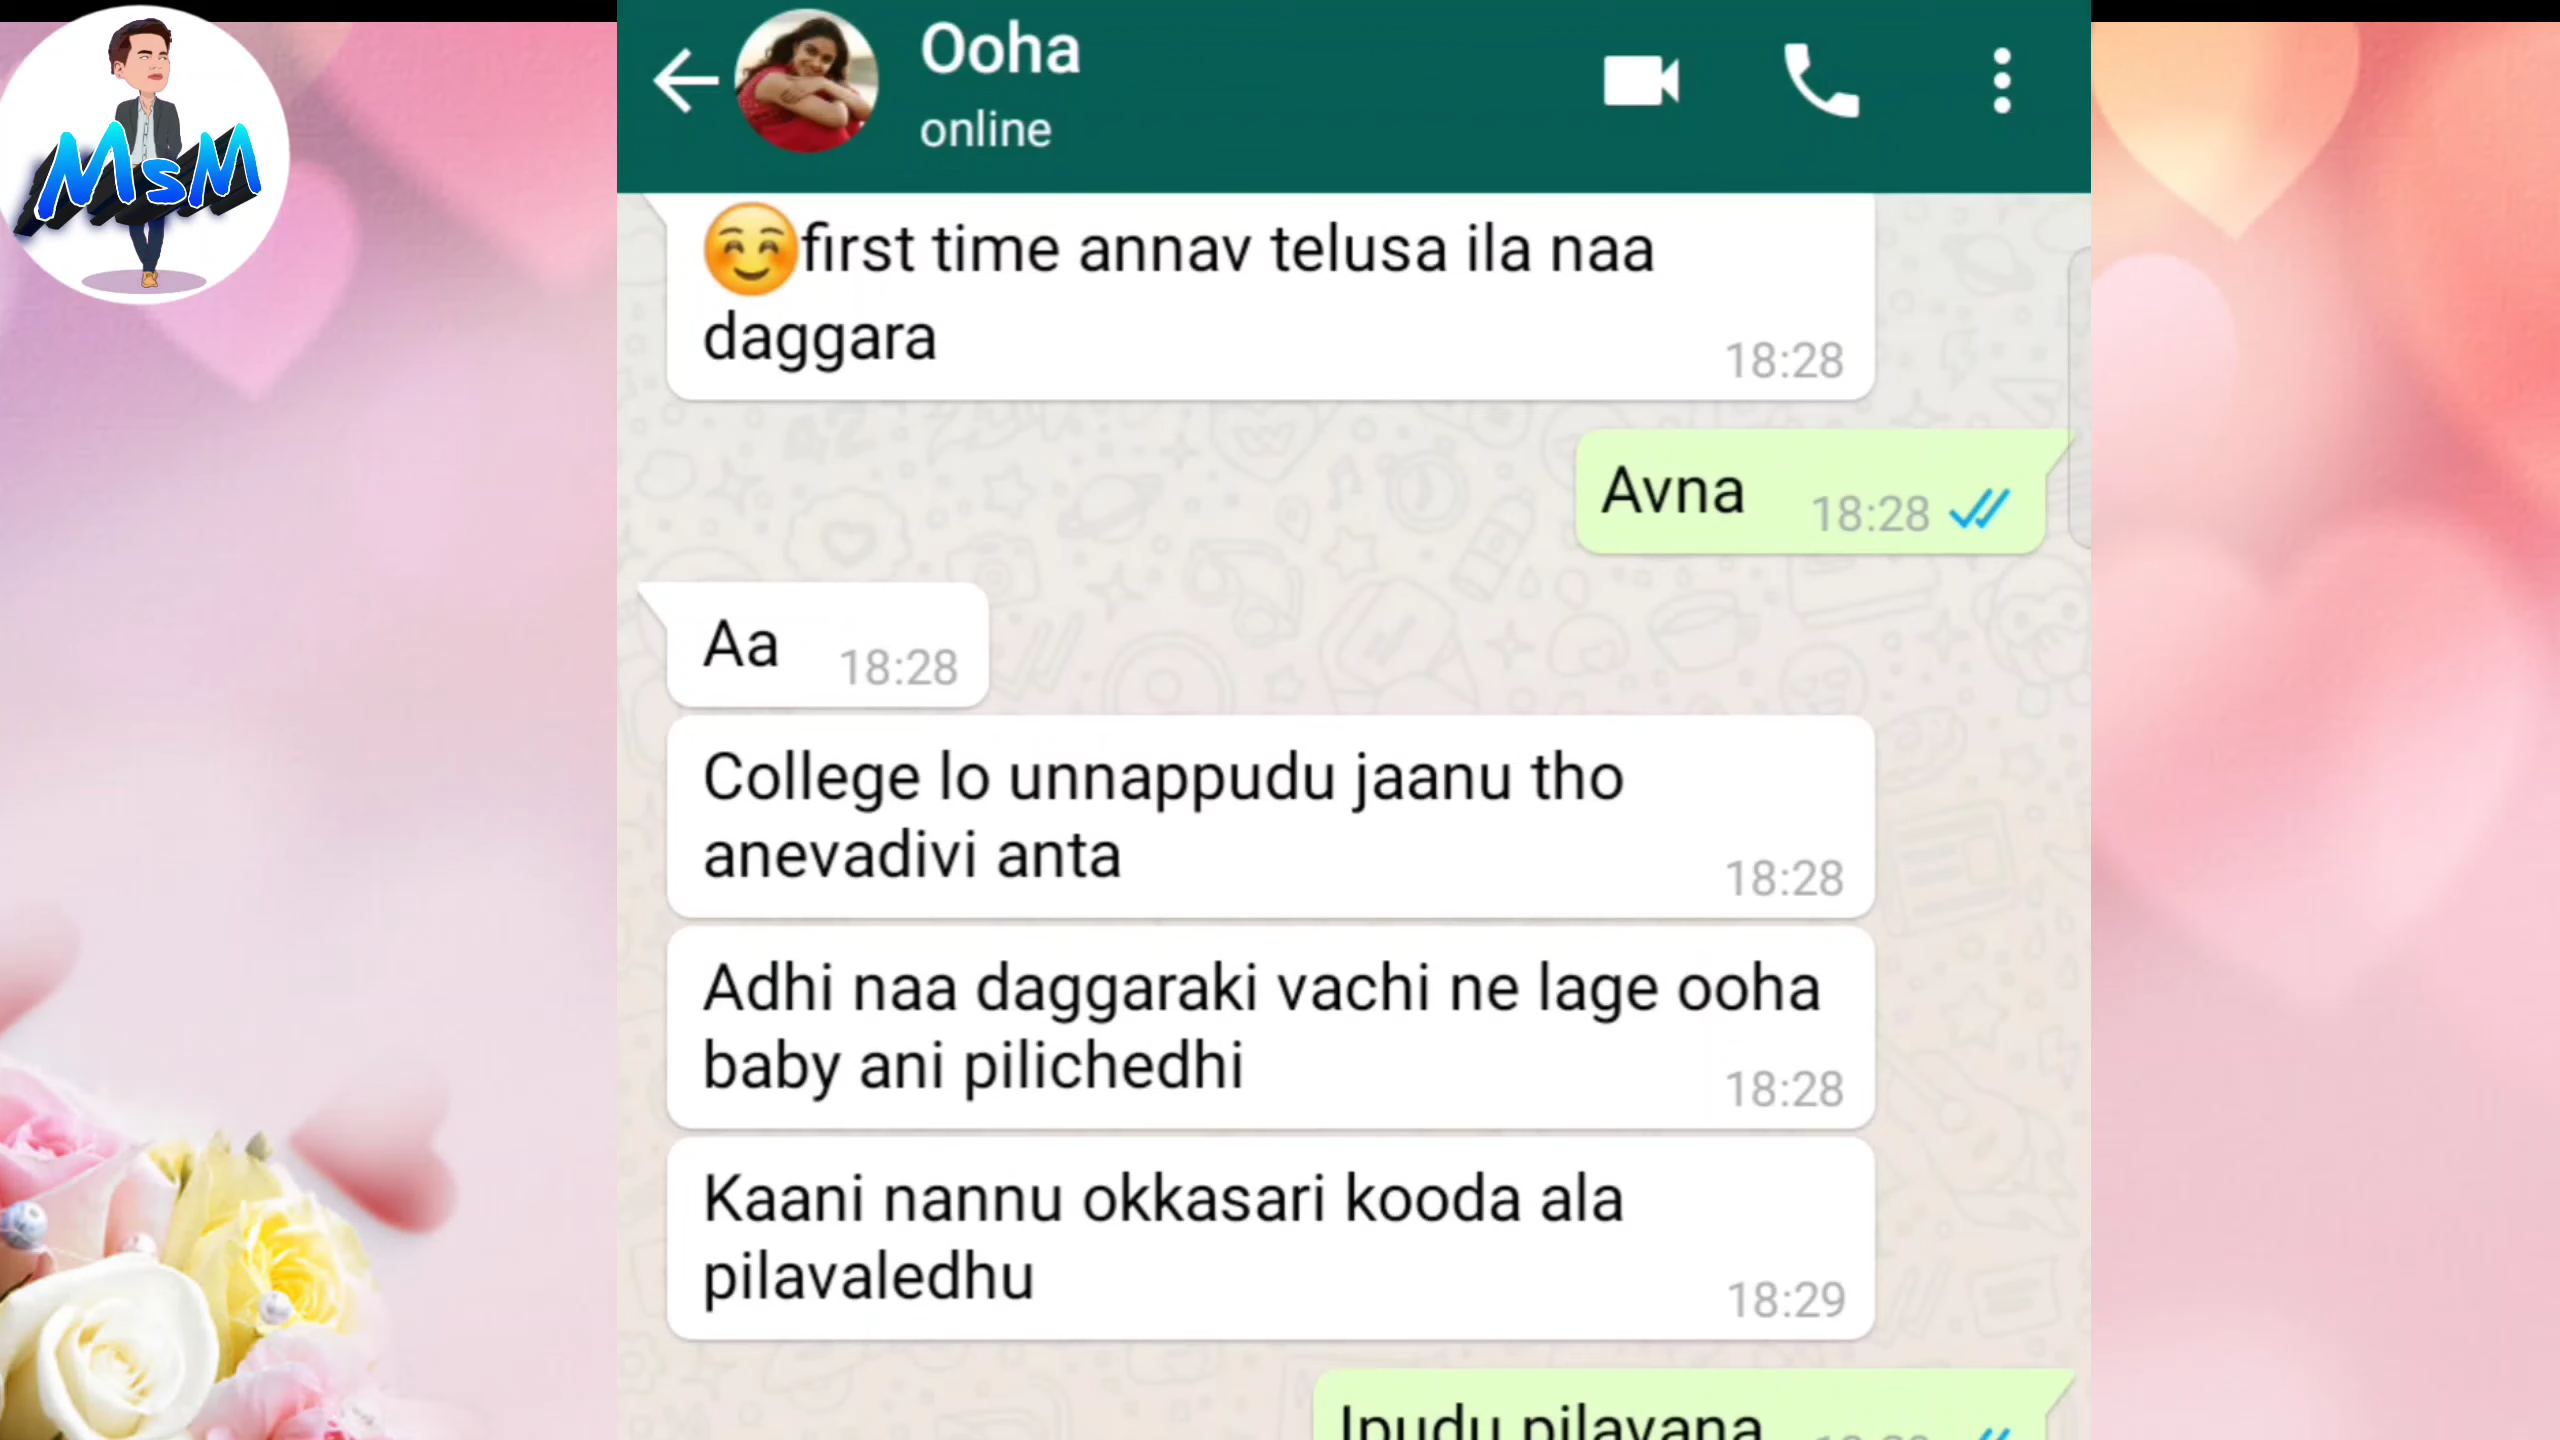 MsM
Ooha
online
😊first time annav telusa ila naa
daggara
18:28
Avna 18:28
Aa 18:28
College lo unnappudu jaanu tho
anevadivi anta
18:28
Adhi naa daggaraki vachi ne lage ooha
baby ani pilichedhi
18:28
Kaani nannu okkasari kooda ala
pilavaledhu
18:29
Ipudu pilavana